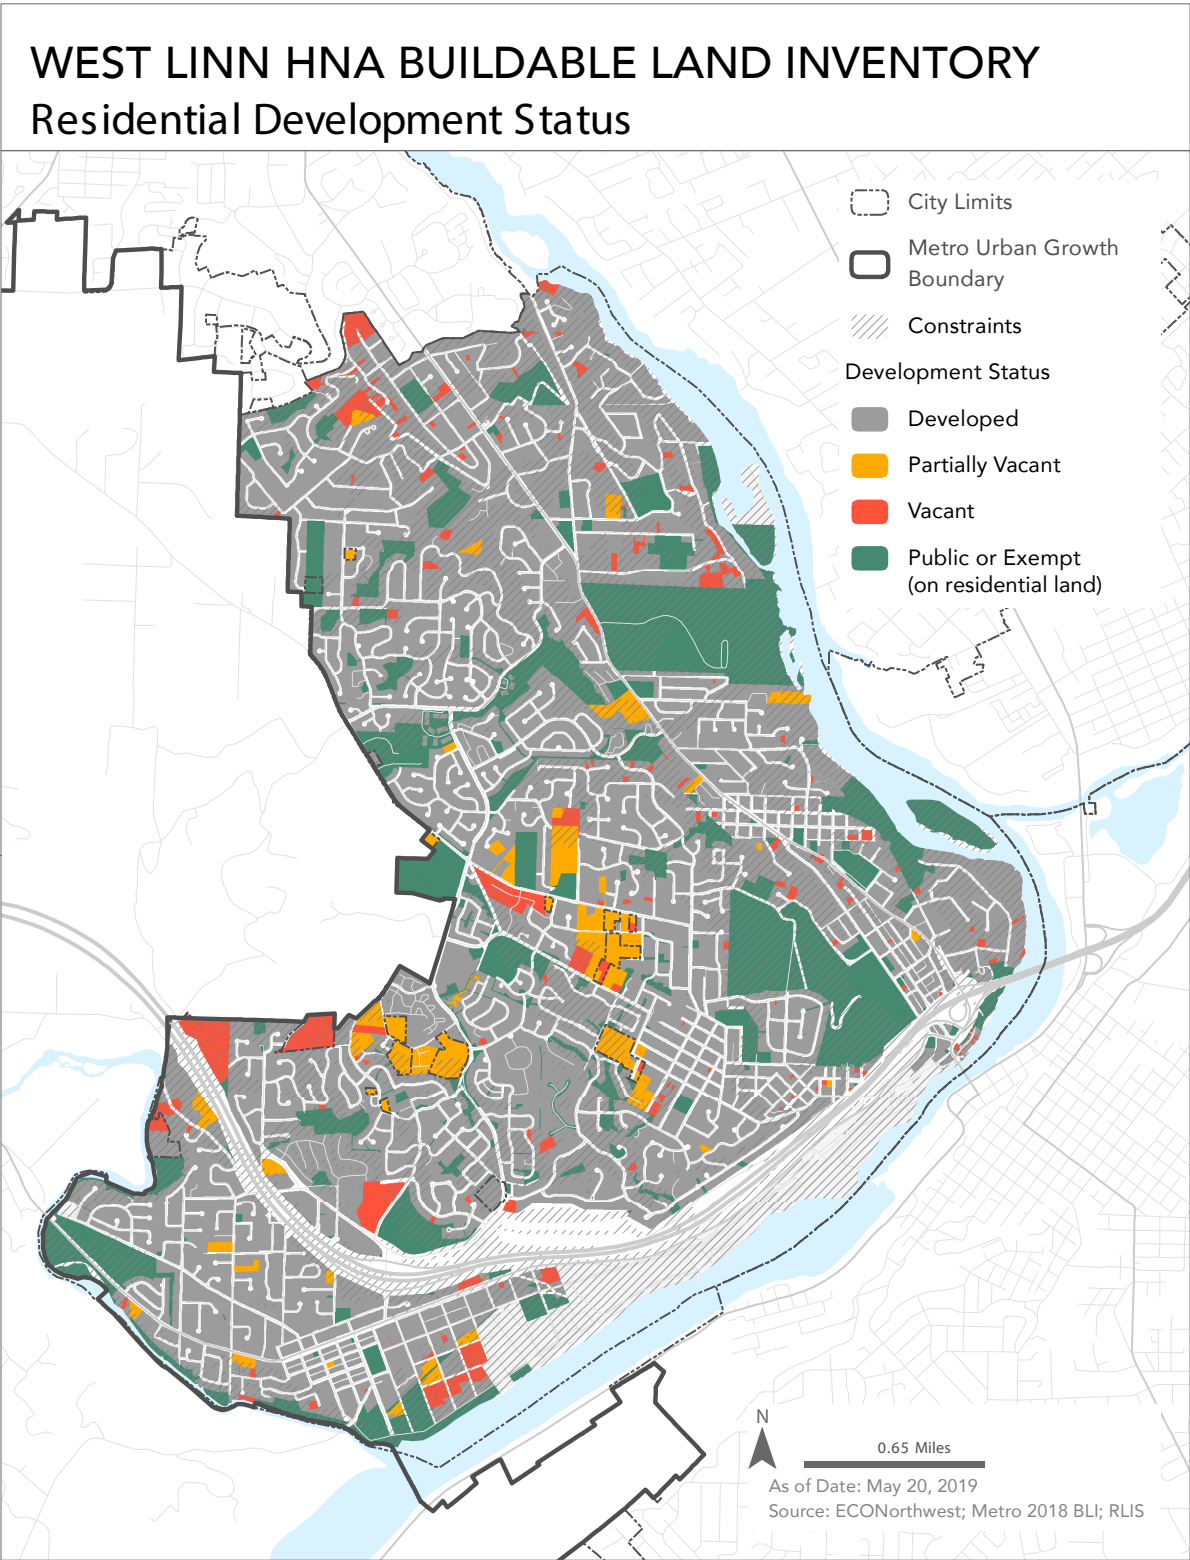 WEST LINN HNA BUILDABLE LAND INVENTORY
Residential Development Status
City Limits
Metro Urban Growth
Boundary
Constraints
Development Status
Developed
Partially Vacant
Vacant
Public or Exempt
(on residential land)
N
0.65 Miles
As of Date: May 20, 2019
Source: ECONorthwest; Metro 2018 BLI; RLIS